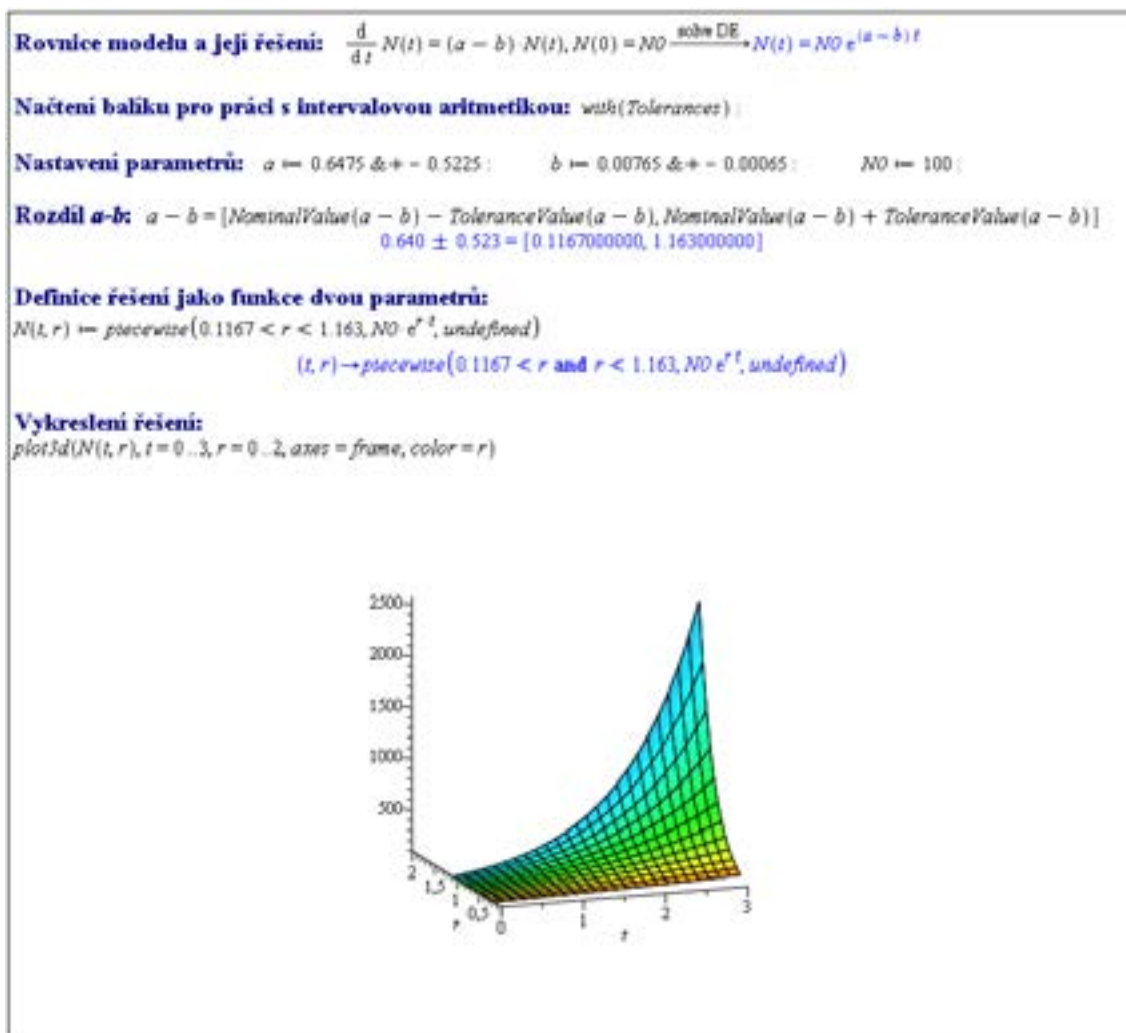 Rovnice modelu a její řešení: d/dt N(t) = (a − b) N(t), N(0) = N0 solve DE→ N(t) = N0 e^(a − b) t
Načtení balíku pro práci s intervalovou aritmetikou: with(Tolerances) :
Nastavení parametrů: a ≔ 0.6475 &+ − 0.5225 : b ≔ 0.00765 &+ − 0.00065 : N0 ≔ 100 :
Rozdíl a-b: a − b = [NominalValue(a − b) − ToleranceValue(a − b), NominalValue(a − b) + ToleranceValue(a − b)]
0.640 ± 0.523 = [0.1167000000, 1.163000000]
Definice řešení jako funkce dvou parametrů:
N(t, r) ≔ piecewise(0.1167 < r < 1.163, N0·e^r·t, undefined)
(t, r)→piecewise(0.1167 < r and r < 1.163, N0 e^r t, undefined)
Vykreslení řešení:
plot3d(N(t, r), t = 0 ..3, r = 0 ..2, axes = frame, color = r)
2500
2000
1500
1000
500
2
1,5
1
0,5
r
0
1
2
3
t